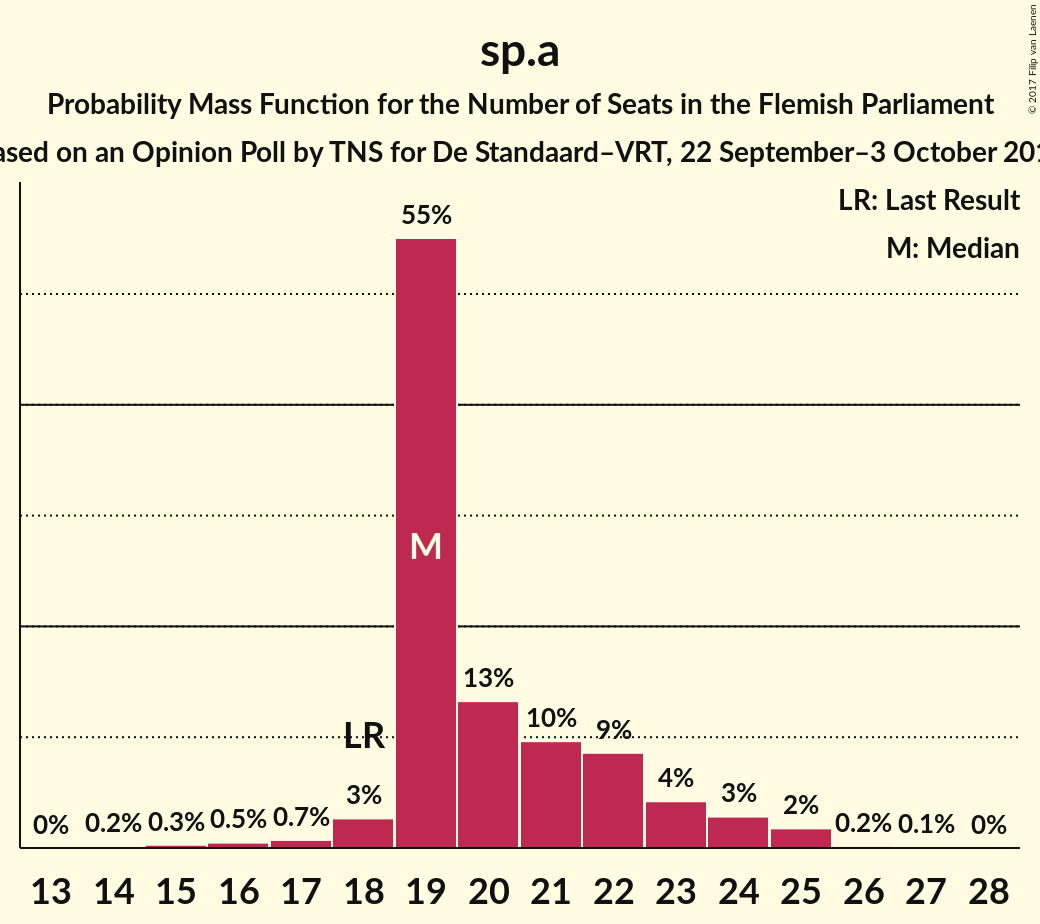 sp.a
Probability Mass Function for the Number of Seats in the Flemish Parliament
on an Opinion Poll by TNS for De Standaard–VRT, 22 September–3 October
© 2017 Filip van Laenen
LR: Last Result
M: Median
55%
M
13%
10%
9%
LR
4%
3%
3%
2%
0% 0.2% 0.3% 0.5% 0.7% 0.2% 0.1% 0%
13 14 15 16 17 18 19 20 21 22 23 24 25 26 27 28